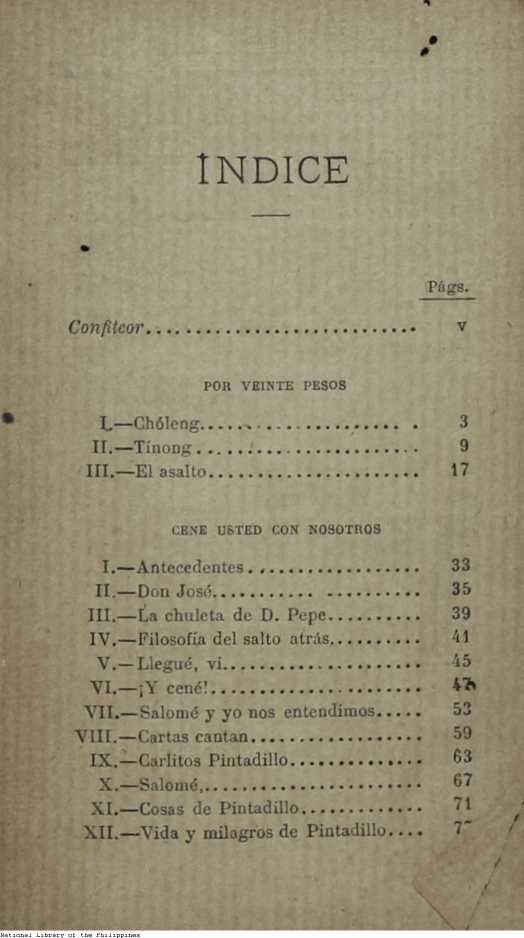 ÍNDICE
Págs.
Confiteor............................ V
POR VEINTE PESOS
I.—Chóleng...................... 3
II.—Tínong....................... 9
III.—El asalto...................... 17
CENE USTED CON NOSOTROS
I.—Antecedentes.................. 33
II.—Don José..................... 35
III.—La chuleta de D. Pepe.......... 39
IV.—Filosofía del salto atrás.......... 41
V.—Llegué, vi..................... 45
VI.—¡Y cené!...................... 47
VII.—Salomé y yo nos entendimos..... 53
VIII.—Cartas cantan.................. 59
IX.—Carlitos Pintadillo.............. 63
X.—Salomé....................... 67
XI.—Cosas de Pintadillo............. 71
XII.—Vida y milagros de Pintadillo....
National Library of the Philippines